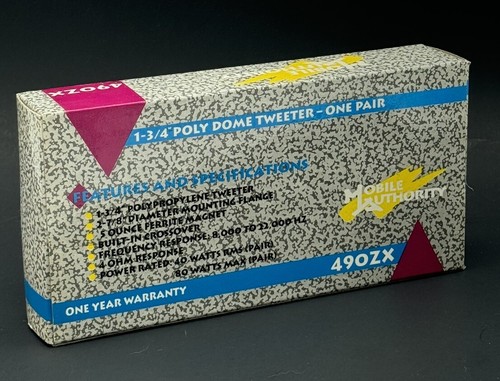 490ZX
1-3/4" POLY DOME TWEETER - ONE PAIR
FEATURES AND SPECIFICATIONS
1-3/4" POLYPROPYLENE TWEETER
2-7/8" DIAMETER MOUNTING FLANGE
5 OUNCE FERRITE MAGNET
BUILT-IN CROSSOVER
FREQUENCY RESPONSE: 8,000 TO 22,000 HZ
4 OHM RESPONSE
POWER RATED: 40 WATTS RMS (PAIR)
80 WATTS MAX (PAIR)
MOBILE
AUTHORITY
490ZX
ONE YEAR WARRANTY